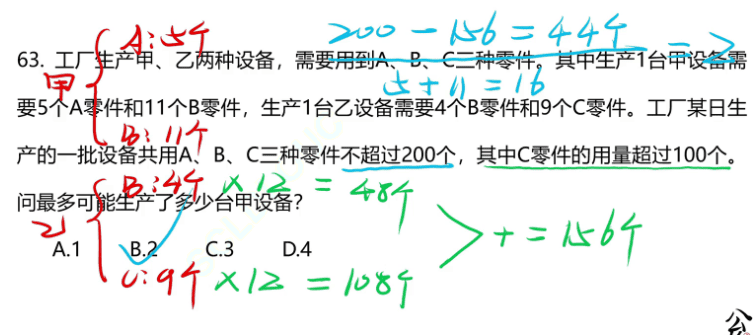 A:5个
200-156=44个
63. 工厂生产甲、乙两种设备，需要用到A、B、C三种零件。其中生产1台甲设备需
=2
甲
5+11=16
要5个A零件和11个B零件，生产1台乙设备需要4个B零件和9个C零件。工厂某日生
B:11个
产的一批设备共用A、B、C三种零件不超过200个，其中C零件的用量超过100个。
B:4个×12=48个
问最多可能生产了多少台甲设备？
乙
+=156个
A.1 B.2 C.3 D.4
C:9个×12=108个
公